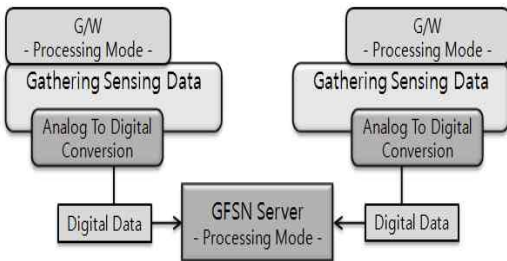 G/W
- Processing Mode -
Gathering Sensing Data
Analog To Digital
Conversion
Digital Data
G/W
- Processing Mode -
Gathering Sensing Data
Analog To Digital
Conversion
Digital Data
GFSN Server
- Processing Mode -